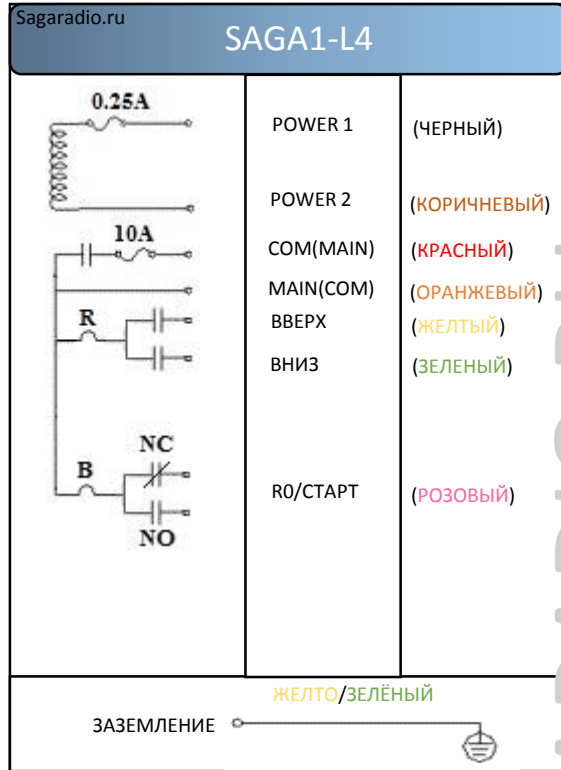 Sagaradio.ru
SAGA1-L4
0.25A
POWER 1 (ЧЕРНЫЙ)
POWER 2 (КОРИЧНЕВЫЙ)
10A
COM(MAIN) (КРАСНЫЙ)
MAIN(COM) (ОРАНЖЕВЫЙ)
R
ВВЕРХ (ЖЕЛТЫЙ)
ВНИЗ (ЗЕЛЕНЫЙ)
NC
B
R0/СТАРТ (РОЗОВЫЙ)
NO
ЖЕЛТО/ЗЕЛЁНЫЙ
ЗАЗЕМЛЕНИЕ